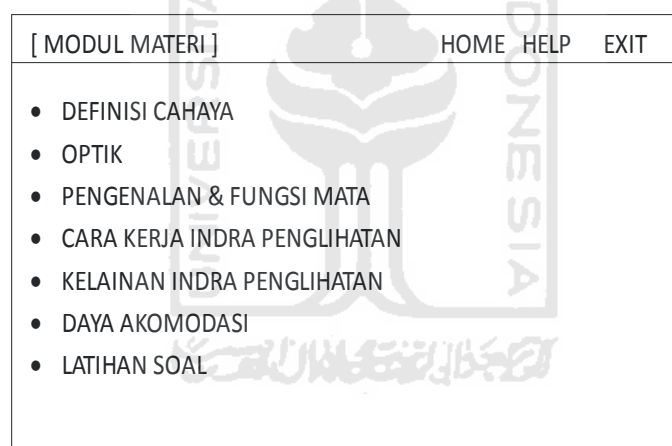 [ MODUL MATERI ] HOME HELP EXIT
• DEFINISI CAHAYA
• OPTIK
• PENGENALAN & FUNGSI MATA
• CARA KERJA INDRA PENGLIHATAN
• KELAINAN INDRA PENGLIHATAN
• DAYA AKOMODASI
• LATIHAN SOAL